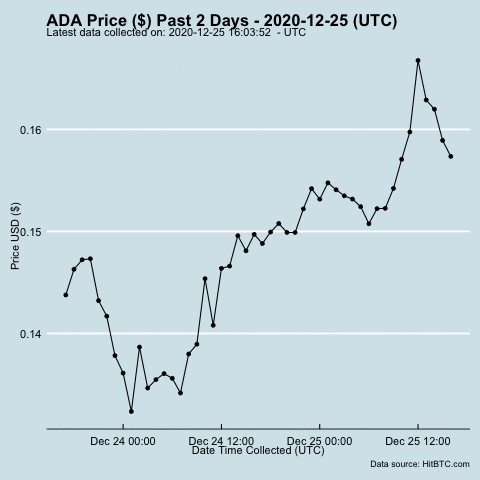 ADA Price ($) Past 2 Days - 2020-12-25 (UTC)
Latest data collected on: 2020-12-25 16:03:52 - UTC
0.16
0.15
0.14
Price USD ($)
Dec 24 00:00 Dec 24 12:00 Dec 25 00:00 Dec 25 12:00
Date Time Collected (UTC)
Data source: HitBTC.com